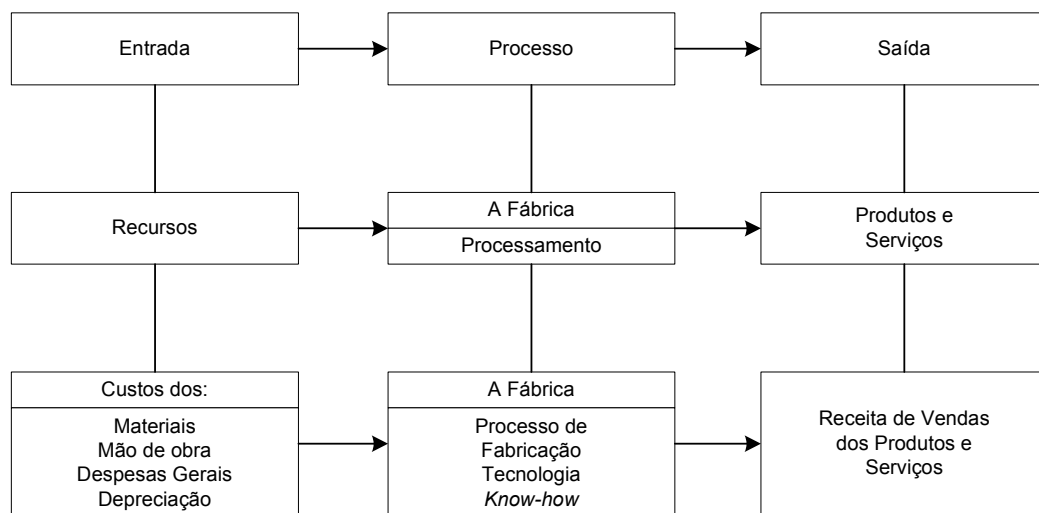 Entrada
Processo
Saída
Recursos
A Fábrica
Processamento
Produtos e
Serviços
Custos dos:
Materiais
Mão de obra
Despesas Gerais
Depreciação
A Fábrica
Processo de
Fabricação
Tecnologia
Know-how
Receita de Vendas
dos Produtos e
Serviços